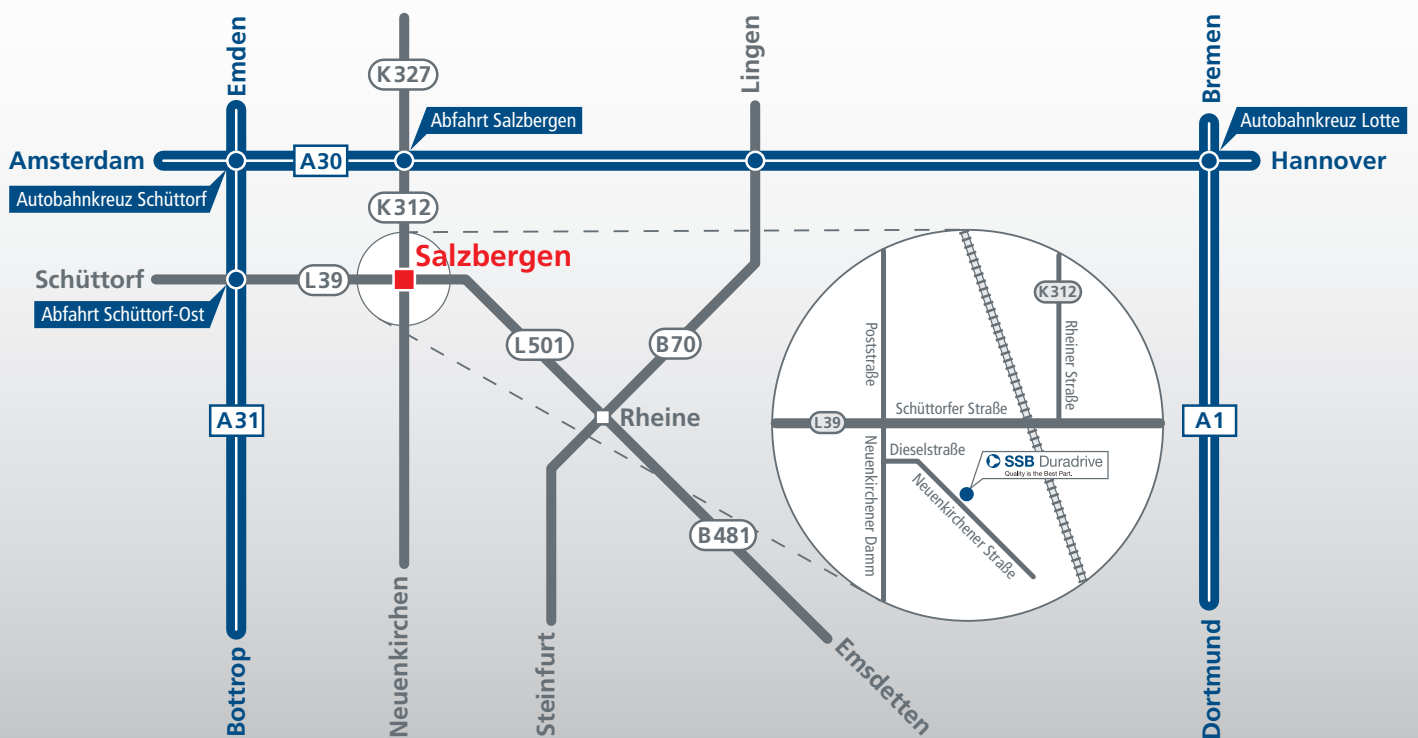 Emden
K 327
Lingen
Bremen
Abfahrt Salzbergen
Autobahnkreuz Lotte
Amsterdam
A30
Hannover
Autobahnkreuz Schüttorf
K 312
Salzbergen
Schüttorf
L39
Abfahrt Schüttorf-Ost
L501
B70
Rheine
A31
A1
B481
Neuenkirchen
Bottrop
Steinfurt
Emsdetten
Dortmund
K312
Poststraße
Rheiner Straße
Schüttorfer Straße
L39
Dieselstraße
SSB Duradrive
Quality is the Best Part.
Neuenkirchener Damm
Neuenkirchener Straße